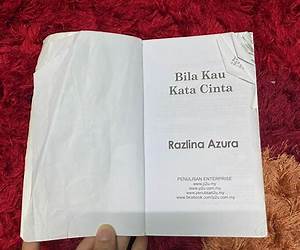 Bila Kau
Kata Cinta
Razlina Azura
PENULISAN ENTERPRISE
www.p2u.my
www.p2u.com.my
www.penulisan2u.my
www.facebook.com/p2u.com.my